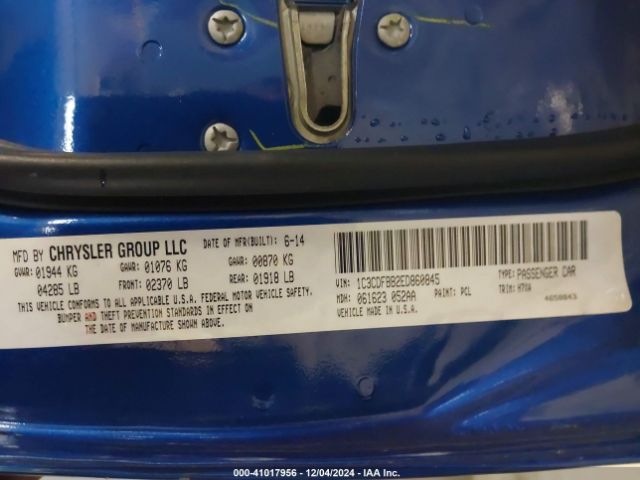 MFD BY CHRYSLER GROUP LLC
DATE OF MFR(BUILT): 6-14
GVWR: 01944 KG GAWR: 01076 KG GAWR: 00870 KG
04285 LB FRONT: 02370 LB REAR: 01918 LB
THIS VEHICLE CONFORMS TO ALL APPLICABLE U.S.A. FEDERAL MOTOR VEHICLE SAFETY,
BUMPER AND THEFT PREVENTION STANDARDS IN EFFECT ON
THE DATE OF MANUFACTURE SHOWN ABOVE.
VIN: 1C3CDFBB2ED860845 TYPE: PASSENGER CAR
MDH 061623 052AA PAINT: PCL TRIM: H7XA
VEHICLE MADE IN U.S.A. 4650843
000-41017956 - 12/04/2024 - IAA Inc.